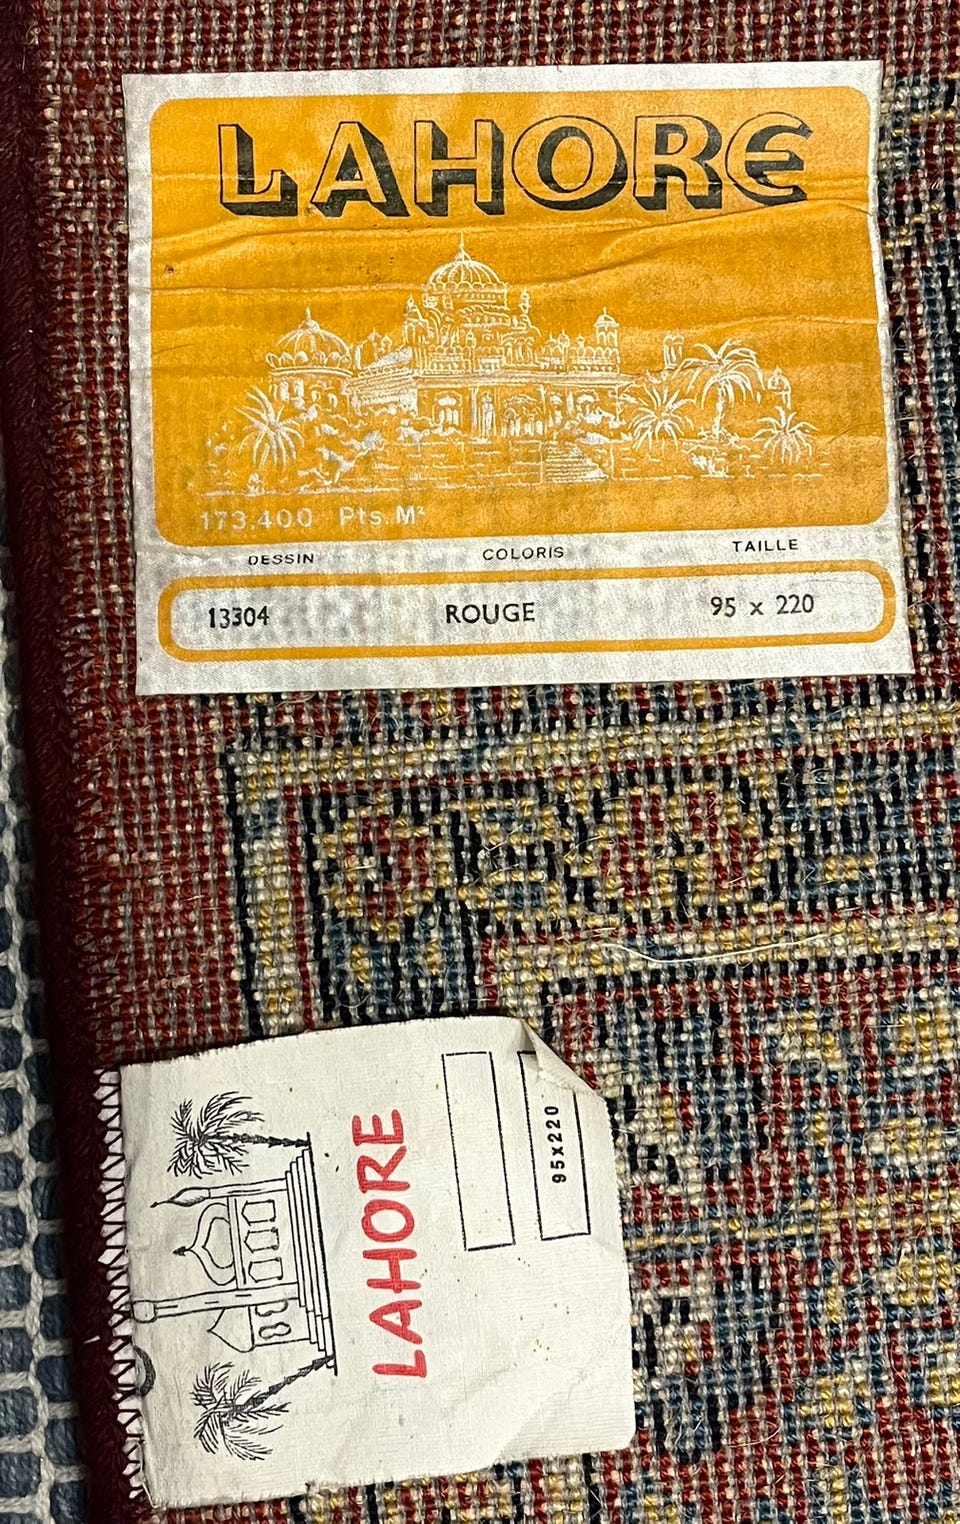 LAHORE
173.400 Pts. M²
DESSIN COLORIS TAILLE
13304 ROUGE 95 x 220
LAHORE
95x220